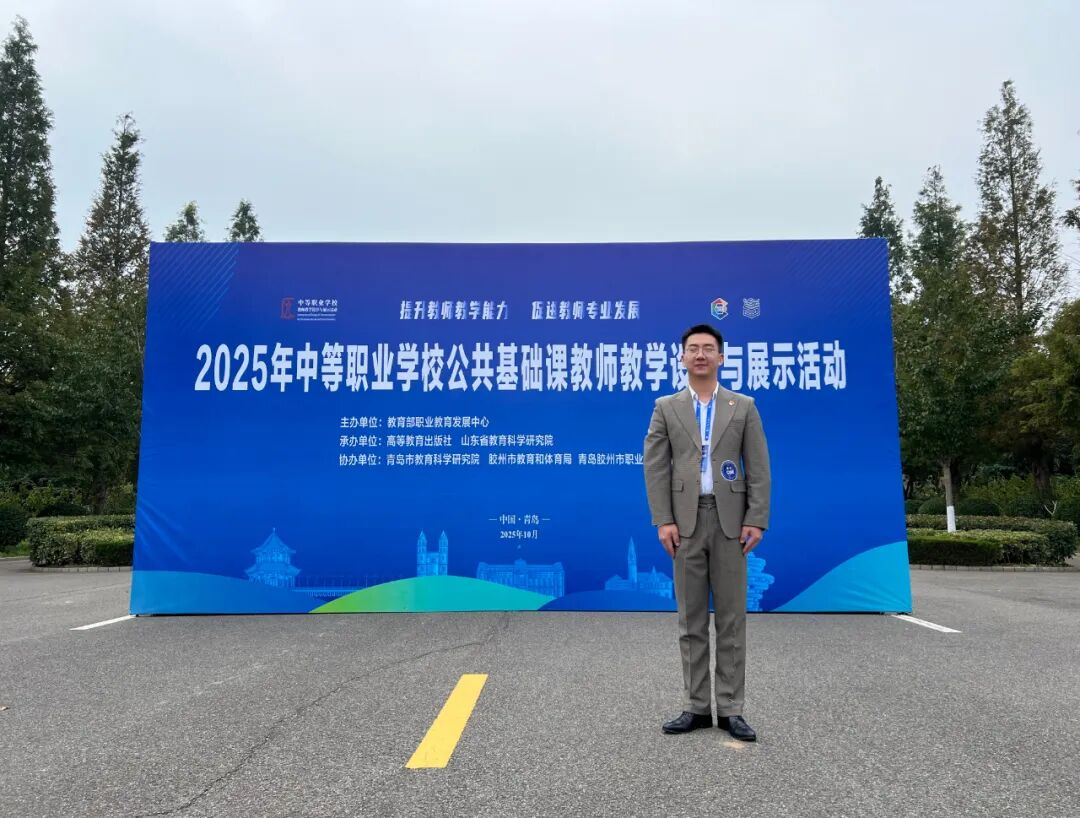 中等职业学校
提升教师教学能力 促进教师专业发展
2025年中等职业学校公共基础课教师教学设 与展示活动
主办单位：教育部职业教育发展中心
承办单位：高等教育出版社 山东省教育科学研究院
协办单位：青岛市教育科学研究院 胶州市教育和体育局 青岛胶州市职业
— 中国·青岛 —
2025年10月